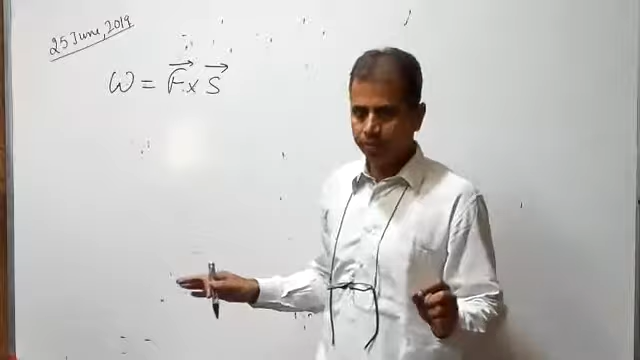 25 June, 2019
W = F⃗ x S⃗